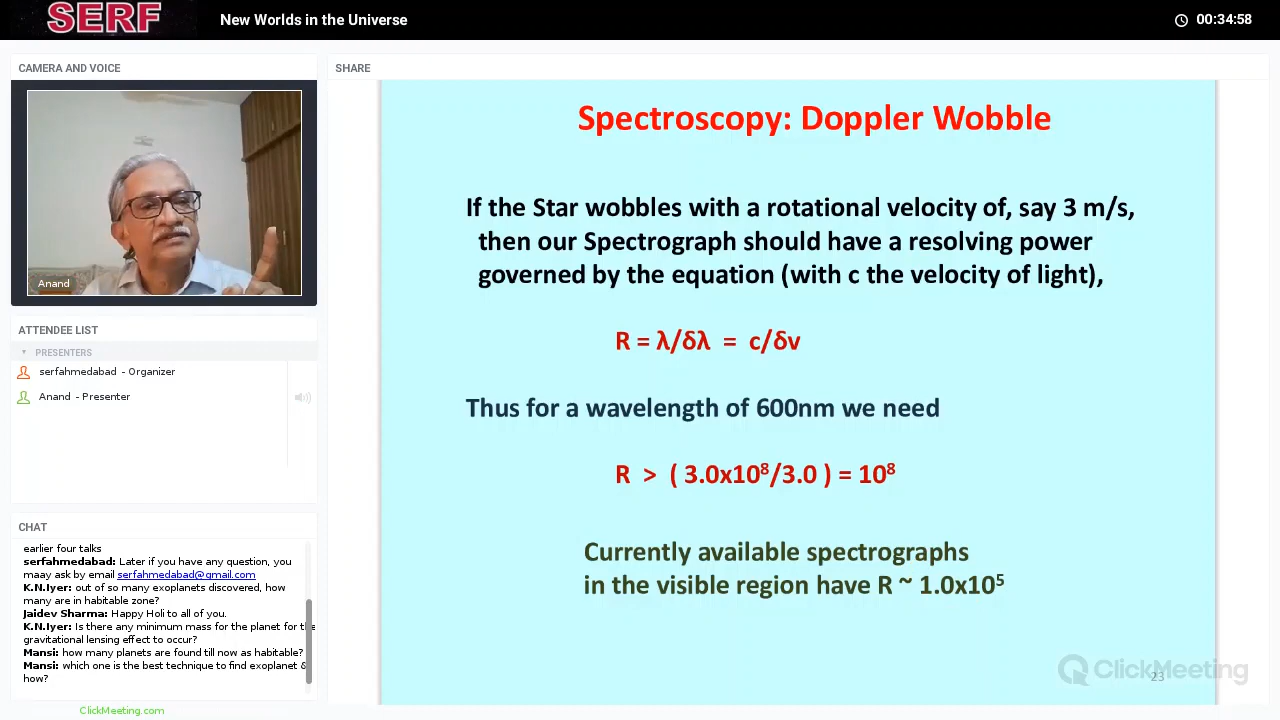 SERF
New Worlds in the Universe
00:34:58
CAMERA AND VOICE
Anand
ATTENDEE LIST
PRESENTERS
serfahmedabad - Organizer
Anand - Presenter
CHAT
earlier four talks
serfahmedabad: Later if you have any question, you
maay ask by email serfahmedabad@gmail.com
K.N.Iyer: out of so many exoplanets discovered, how
many are in habitable zone?
Jaidev Sharma: Happy Holi to all of you.
K.N.Iyer: Is there any minimum mass for the planet for the
gravitational lensing effect to occur?
Mansi: how many planets are found till now as habitable?
Mansi: which one is the best technique to find exoplanet &
how?
ClickMeeting.com
SHARE
Spectroscopy: Doppler Wobble
If the Star wobbles with a rotational velocity of, say 3 m/s,
then our Spectrograph should have a resolving power
governed by the equation (with c the velocity of light),
R = λ/δλ = c/δv
Thus for a wavelength of 600nm we need
R > ( 3.0x10⁸/3.0 ) = 10⁸
Currently available spectrographs
in the visible region have R ~ 1.0x10⁵
ClickMeeting
23